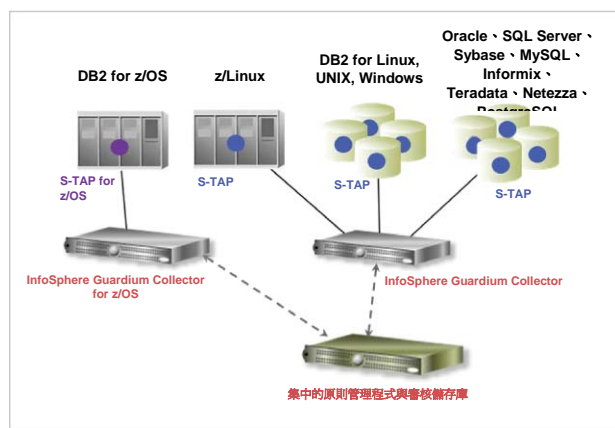 DB2 for z/OS
z/Linux
DB2 for Linux,
UNIX, Windows
Oracle、SQL Server、
Sybase、MySQL、
Informix、
Teradata、Netezza、
PostgreSQL
S-TAP for
z/OS
S-TAP
S-TAP
S-TAP
InfoSphere Guardium Collector
for z/OS
InfoSphere Guardium Collector
集中的原則管理程式與審核儲存庫